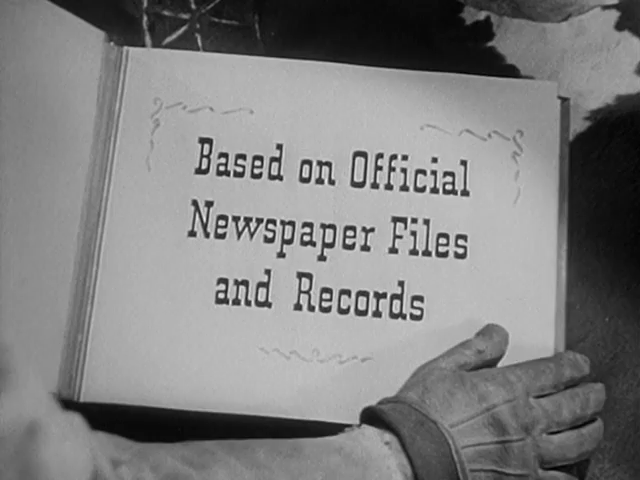 Based on Official
Newspaper Files
and Records